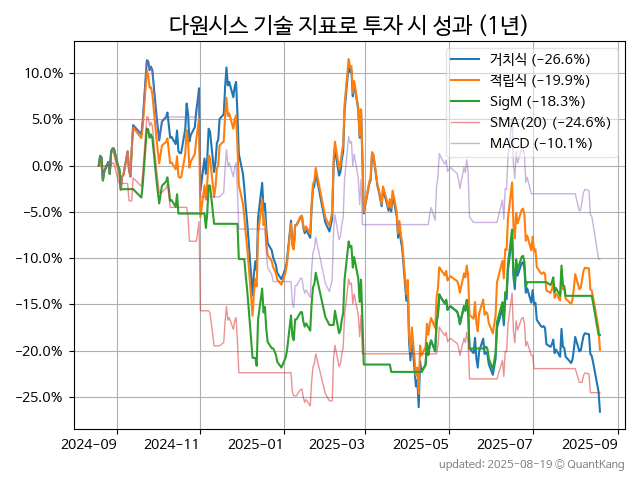 다원시스 기술 지표로 투자 시 성과 (1년)
거치식 (−26.6%)
적립식 (−19.9%)
SigM (−18.3%)
SMA(20) (−24.6%)
MACD (−10.1%)
10.0%
5.0%
0.0%
−5.0%
−10.0%
−15.0%
−20.0%
−25.0%
2024-09 2024-11 2025-01 2025-03 2025-05 2025-07 2025-09
updated: 2025-08-19 © QuantKang